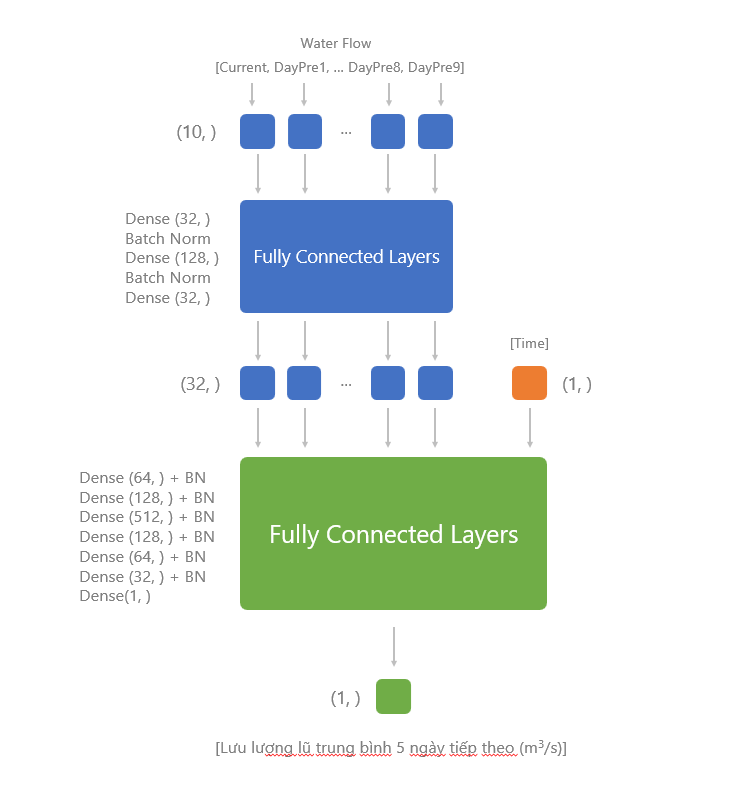 Water Flow
[Current, DayPre1, ... DayPre8, DayPre9]
(10, )
...
Dense (32, )
Batch Norm
Dense (128, )
Batch Norm
Dense (32, )
Fully Connected Layers
[Time]
(32, )
...
(1, )
Dense (64, ) + BN
Dense (128, ) + BN
Dense (512, ) + BN
Dense (128, ) + BN
Dense (64, ) + BN
Dense (32, ) + BN
Dense(1, )
Fully Connected Layers
(1, )
[Lưu lượng lũ trung bình 5 ngày tiếp theo (m³/s)]